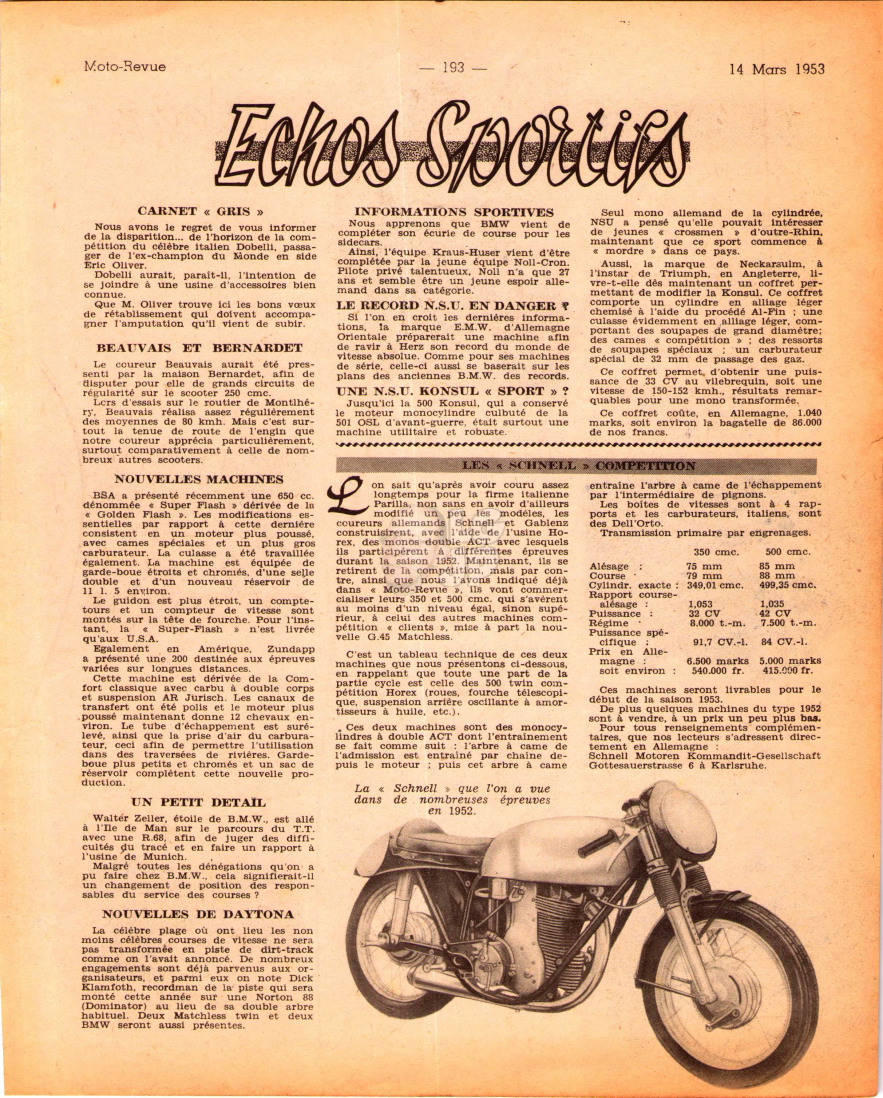 Moto-Revue
— 193 —
14 Mars 1953
Echos Sportifs
CARNET « GRIS »
Nous avons le regret de vous informer
de la disparition... de l'horizon de la com-
pétition du célèbre italien Dobelli, passa-
ger de l'ex-champion du Monde en side
Eric Oliver.
Dobelli aurait, paraît-il, l'intention de
se joindre à une usine d'accessoires bien
connue.
Que M. Oliver trouve ici les bons vœux
de rétablissement qui doivent accompa-
gner l'amputation qu'il vient de subir.
BEAUVAIS ET BERNARDET
Le coureur Beauvais aurait été pres-
senti par la maison Bernardet, afin de
disputer pour elle de grands circuits de
régularité sur le scooter 250 cmc.
Lors d'essais sur le routier de Montlhé-
ry, Beauvais réalisa assez régulièrement
des moyennes de 80 kmh. Mais c'est sur-
tout la tenue de route de l'engin que
notre coureur apprécia particulièrement,
surtout comparativement à celle de nom-
breux autres scooters.
NOUVELLES MACHINES
BSA a présenté récemment une 650 cc.
dénommée « Super Flash » dérivée de la
« Golden Flash ». Les modifications es-
sentielles par rapport à cette dernière
consistent en un moteur plus poussé,
avec cames spéciales et un plus gros
carburateur. La culasse a été travaillée
également. La machine est équipée de
garde-boue étroits et chromés, d'une selle
double et d'un nouveau réservoir de
11 l. 5 environ.
Le guidon est plus étroit, un compte-
tours et un compteur de vitesse sont
montés sur la tête de fourche. Pour l'ins-
tant, la « Super-Flash » n'est livrée
qu'aux U.S.A.
Egalement en Amérique, Zundapp
a présenté une 200 destinée aux épreuves
variées sur longues distances.
Cette machine est dérivée de la Com-
fort classique avec carbu à double corps
et suspension AR Jurisch. Les canaux de
transfert ont été polis et le moteur plus
poussé maintenant donne 12 chevaux en-
viron. Le tube d'échappement est suré-
levé, ainsi que la prise d'air du carbura-
teur, ceci afin de permettre l'utilisation
dans des traversées de rivières. Garde-
boue plus petits et chromés et un sac de
réservoir complètent cette nouvelle pro-
duction.
UN PETIT DETAIL
Walter Zeller, étoile de B.M.W., est allé
à l'Ile de Man sur le parcours du T.T.
avec une R.68, afin de juger des diffi-
cultés du tracé et en faire un rapport à
l'usine de Munich.
Malgré toutes les dénégations qu'on a
pu faire chez B.M.W., cela signifierait-il
un changement de position des respon-
sables du service des courses ?
NOUVELLES DE DAYTONA
La célèbre plage où ont lieu les non
moins célèbres courses de vitesse ne sera
pas transformée en piste de dirt-track
comme on l'avait annoncé. De nombreux
engagements sont déjà parvenus aux or-
ganisateurs, et parmi eux on note Dick
Klamfoth, recordman de la piste qui sera
monté cette année sur une Norton 88
(Dominator) au lieu de sa double arbre
habituel. Deux Matchless twin et deux
BMW seront aussi présentes.
INFORMATIONS SPORTIVES
Nous apprenons que BMW vient de
compléter son écurie de course pour les
sidecars.
Ainsi, l'équipe Kraus-Huser vient d'être
complétée par la jeune équipe Noll-Cron.
Pilote privé talentueux, Noll n'a que 27
ans et semble être un jeune espoir alle-
mand dans sa catégorie.
LE RECORD N.S.U. EN DANGER ?
Si l'on en croit les dernières informa-
tions, la marque E.M.W. d'Allemagne
Orientale préparerait une machine afin
de ravir à Herz son record du monde de
vitesse absolue. Comme pour ses machines
de série, celle-ci aussi se baserait sur les
plans des anciennes B.M.W. des records.
UNE N.S.U. KONSUL « SPORT » ?
Jusqu'ici la 500 Konsul, qui a conservé
le moteur monocylindre culbuté de la
501 OSL d'avant-guerre, était surtout une
machine utilitaire et robuste.
Seul mono allemand de la cylindrée,
NSU a pensé qu'elle pouvait intéresser
de jeunes « crossmen » d'outre-Rhin,
maintenant que ce sport commence à
« mordre » dans ce pays.
Aussi, la marque de Neckarsulm, à
l'instar de Triumph, en Angleterre, li-
vre-t-elle dès maintenant un coffret per-
mettant de modifier la Konsul. Ce coffret
comporte un cylindre en alliage léger
chemisé à l'aide du procédé Al-Fin ; une
culasse évidemment en alliage léger, com-
portant des soupapes de grand diamètre;
des cames « compétition » ; des ressorts
de soupapes spéciaux ; un carburateur
spécial de 32 mm de passage des gaz.
Ce coffret permet d'obtenir une puis-
sance de 33 CV au vilebrequin, soit une
vitesse de 150-152 kmh., résultats remar-
quables pour une mono transformée.
Ce coffret coûte, en Allemagne, 1.040
marks, soit environ la bagatelle de 86.000
de nos francs.
LES « SCHNELL » COMPETITION
L on sait qu'après avoir couru assez
longtemps pour la firme italienne
Parilla, non sans en avoir d'ailleurs
modifié un peu les modèles, les
coureurs allemands Schnell et Gablenz
construisirent, avec l'aide de l'usine Ho-
rex, des monos double ACT avec lesquels
ils participèrent à différentes épreuves
durant la saison 1952. Maintenant, ils se
retirent de la compétition, mais par con-
tre, ainsi que nous l'avons indiqué déjà
dans « Moto-Revue », ils vont commer-
cialiser leurs 350 et 500 cmc. qui s'avèrent
au moins d'un niveau égal, sinon supé-
rieur, à celui des autres machines com-
pétition « clients », mise à part la nou-
velle G.45 Matchless.
C'est un tableau technique de ces deux
machines que nous présentons ci-dessous,
en rappelant que toute une part de la
partie cycle est celle des 500 twin com-
pétition Horex (roues, fourche télescopi-
que, suspension arrière oscillante à amor-
tisseurs à huile, etc.).
Ces deux machines sont des monocy-
lindres à double ACT dont l'entrainement
se fait comme suit : l'arbre à came de
l'admission est entraîné par chaîne de-
puis le moteur ; puis cet arbre à came
entraîne l'arbre à came de l'échappement
par l'intermédiaire de pignons.
Les boites de vitesses sont à 4 rap-
ports et les carburateurs, italiens, sont
des Dell'Orto.
Transmission primaire par engrenages.
350 cmc. 500 cmc.
Alésage : 75 mm 85 mm
Course : 79 mm 88 mm
Cylindr. exacte : 349,01 cmc. 499,35 cmc.
Rapport course-
alésage : 1,053 1,035
Puissance : 32 CV 42 CV
Régime : 8.000 t.-m. 7.500 t.-m.
Puissance spé-
cifique : 91,7 CV.-l. 84 CV.-l.
Prix en Alle-
magne : 6.500 marks 5.000 marks
soit environ : 540.000 fr. 415.000 fr.
Ces machines seront livrables pour le
début de la saison 1953.
De plus quelques machines du type 1952
sont à vendre, à un prix un peu plus bas.
Pour tous renseignements complémen-
taires, que nos lecteurs s'adressent direc-
tement en Allemagne :
Schnell Motoren Kommandit-Gesellschaft
Gottesauerstrasse 6 à Karlsruhe.
La « Schnell » que l'on a vue
dans de nombreuses épreuves
en 1952.